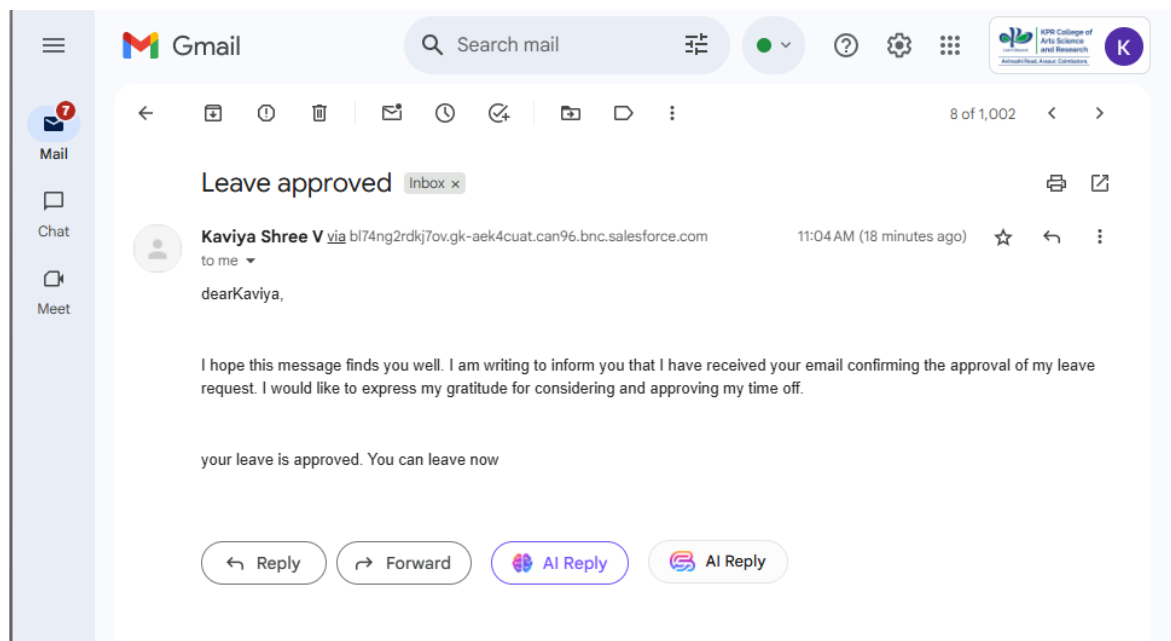 Gmail
Search mail
KPR College of
Arts Science
and Research
Avinashi Road, Arasur, Coimbatore.
K
7
Mail
Chat
Meet
8 of 1,002
Leave approved Inbox ×
Kaviya Shree V via bl74ng2rdkj7ov.gk-aek4cuat.can96.bnc.salesforce.com 11:04 AM (18 minutes ago)
to me
dearKaviya,
I hope this message finds you well. I am writing to inform you that I have received your email confirming the approval of my leave
request. I would like to express my gratitude for considering and approving my time off.
your leave is approved. You can leave now
Reply Forward AI Reply AI Reply